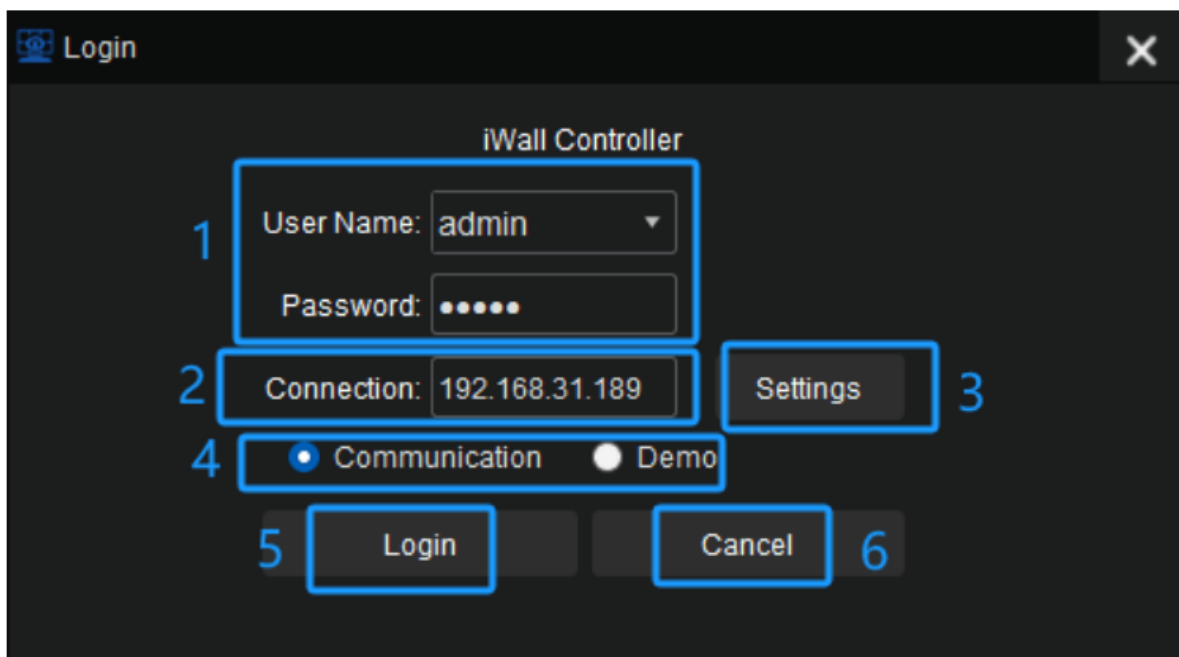 Login
iWall Controller
1 User Name: admin
Password: •••••
2 Connection: 192.168.31.189 Settings 3
4 Communication Demo
5 Login Cancel 6